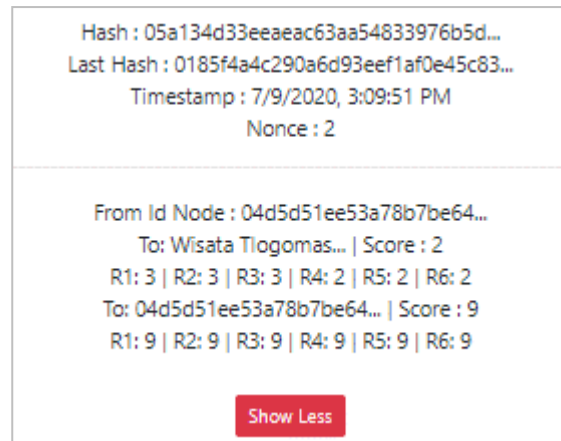 Hash : 05a134d33eeaeac63aa54833976b5d...
Last Hash : 0185f4a4c290a6d93eef1af0e45c83...
Timestamp : 7/9/2020, 3:09:51 PM
Nonce : 2
From Id Node : 04d5d51ee53a78b7be64...
To: Wisata Tlogomas... | Score : 2
R1: 3 | R2: 3 | R3: 3 | R4: 2 | R5: 2 | R6: 2
To: 04d5d51ee53a78b7be64... | Score : 9
R1: 9 | R2: 9 | R3: 9 | R4: 9 | R5: 9 | R6: 9
Show Less